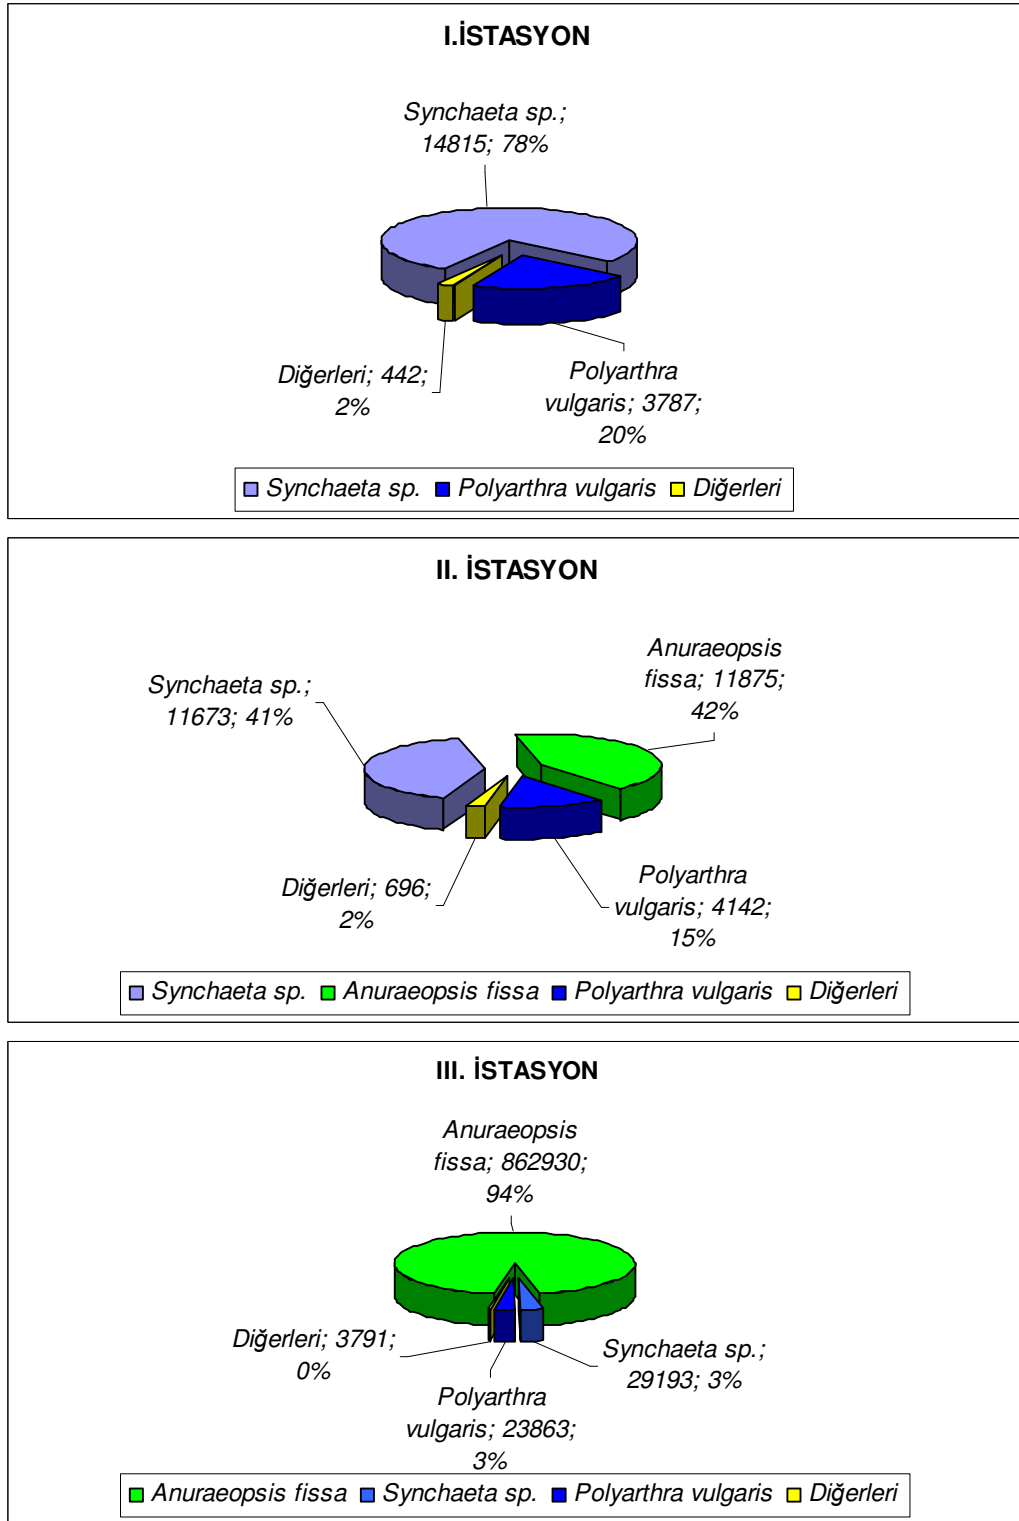 I.İSTASYON
Synchaeta sp.;
14815; 78%
Diğerleri; 442;
2%
Polyarthra
vulgaris; 3787;
20%
Synchaeta sp. Polyarthra vulgaris Diğerleri
II. İSTASYON
Anuraeopsis
fissa; 11875;
42%
Synchaeta sp.;
11673; 41%
Diğerleri; 696;
2%
Polyarthra
vulgaris; 4142;
15%
Synchaeta sp. Anuraeopsis fissa Polyarthra vulgaris Diğerleri
III. İSTASYON
Anuraeopsis
fissa; 862930;
94%
Diğerleri; 3791;
0%
Synchaeta sp.;
29193; 3%
Polyarthra
vulgaris; 23863;
3%
Anuraeopsis fissa Synchaeta sp. Polyarthra vulgaris Diğerleri